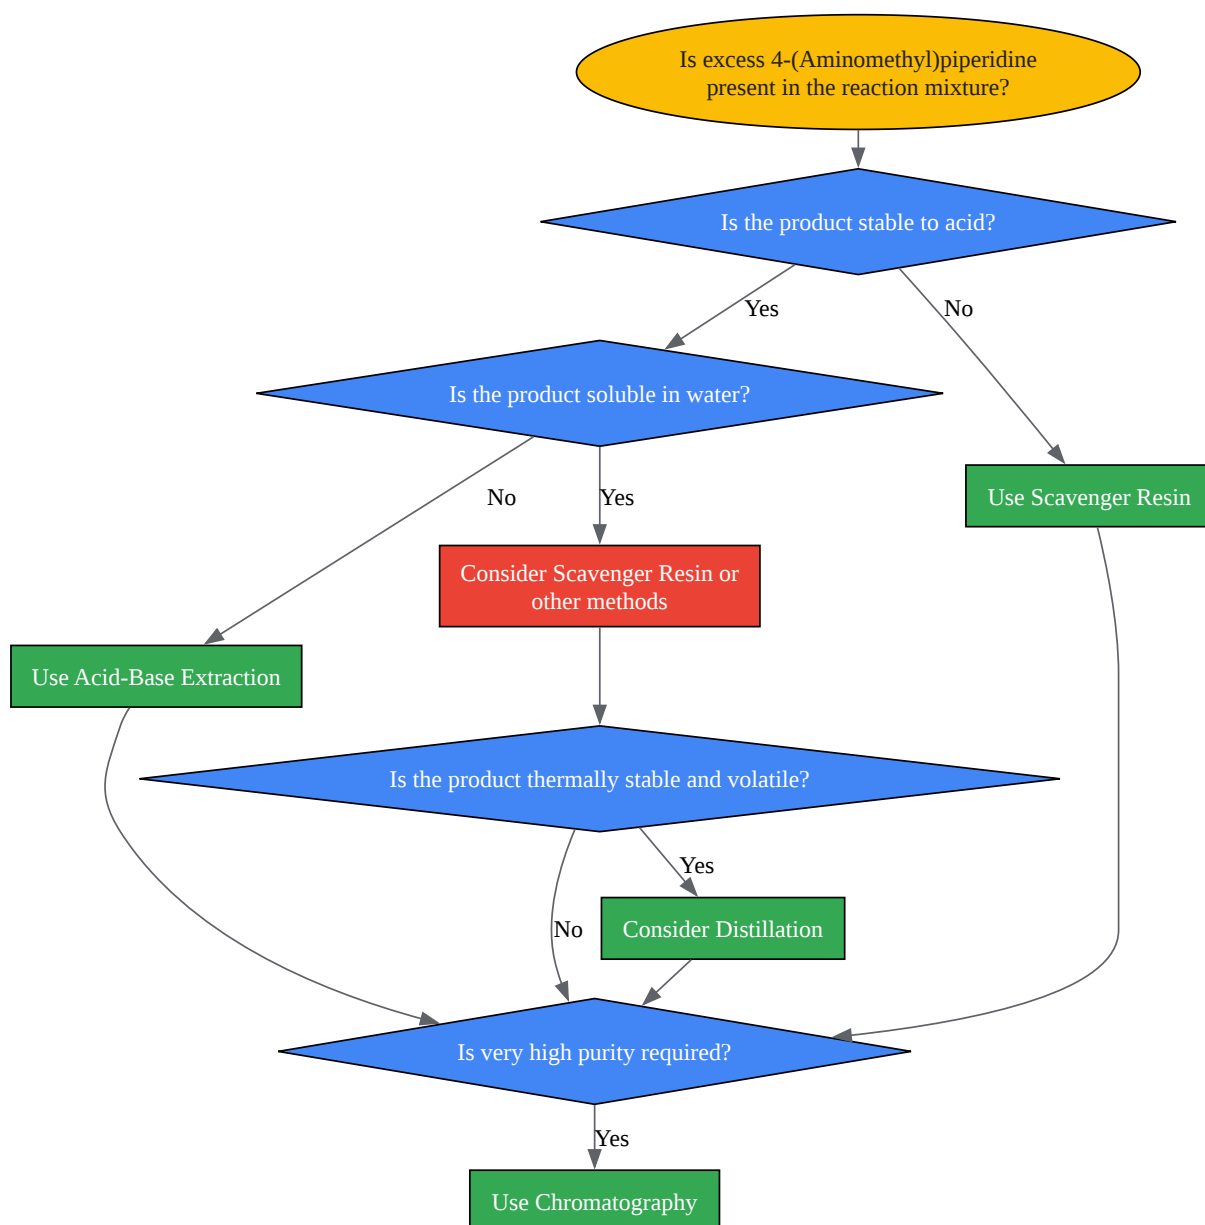 Is excess 4-(Aminomethyl)piperidine
present in the reaction mixture?
Is the product stable to acid?
Yes
No
Is the product soluble in water?
No
Yes
Use Scavenger Resin
Consider Scavenger Resin or
other methods
Use Acid-Base Extraction
Is the product thermally stable and volatile?
Yes
No
Consider Distillation
Is very high purity required?
Yes
Use Chromatography